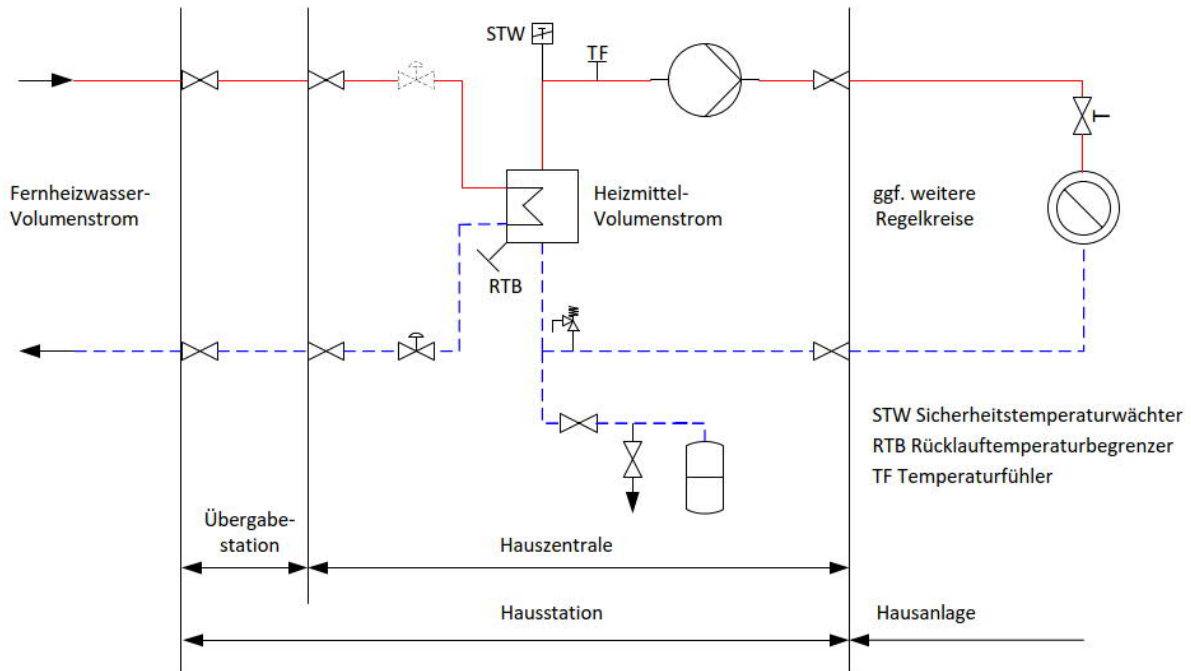 STW
TF
Fernheizwasser-
Volumenstrom
Heizmittel-
Volumenstrom
ggf. weitere
Regelkreise
RTB
STW Sicherheitstemperaturwächter
RTB Rücklauftemperaturbegrenzer
TF Temperaturfühler
Übergabe-
station
Hauszentrale
Hausstation
Hausanlage